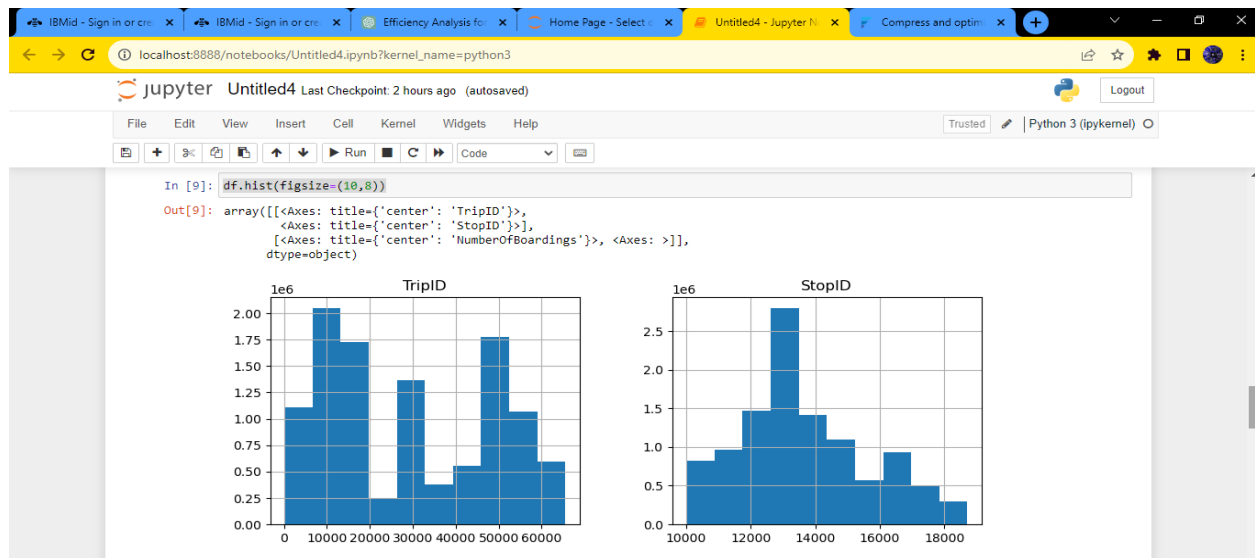 IBMid - Sign in or cre
IBMid - Sign in or cre
Efficiency Analysis fo
Home Page - Select o
Untitled4 - Jupyter N
Compress and optim
localhost:8888/notebooks/Untitled4.ipynb?kernel_name=python3
jupyter Untitled4 Last Checkpoint: 2 hours ago (autosaved)
Logout
File Edit View Insert Cell Kernel Widgets Help
Trusted Python 3 (ipykernel)
Run Code
In [9]: df.hist(figsize=(10,8))
Out[9]: array([[<Axes: title={'center': 'TripID'}>,
<Axes: title={'center': 'StopID'}>],
[<Axes: title={'center': 'NumberOfBoardings'}>, <Axes: >]],
dtype=object)
1e6 TripID
2.00
1.75
1.50
1.25
1.00
0.75
0.50
0.25
0.00
0 10000 20000 30000 40000 50000 60000
1e6 StopID
2.5
2.0
1.5
1.0
0.5
0.0
10000 12000 14000 16000 18000